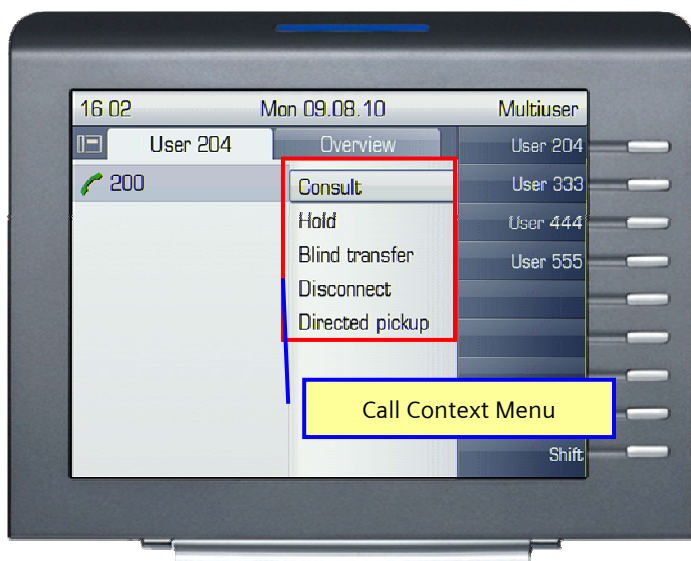 16 02 Mon 09.08.10 Multiuser
User 204 Overview User 204
200
Consult User 333
Hold User 444
Blind transfer User 555
Disconnect
Directed pickup
Call Context Menu
Shift